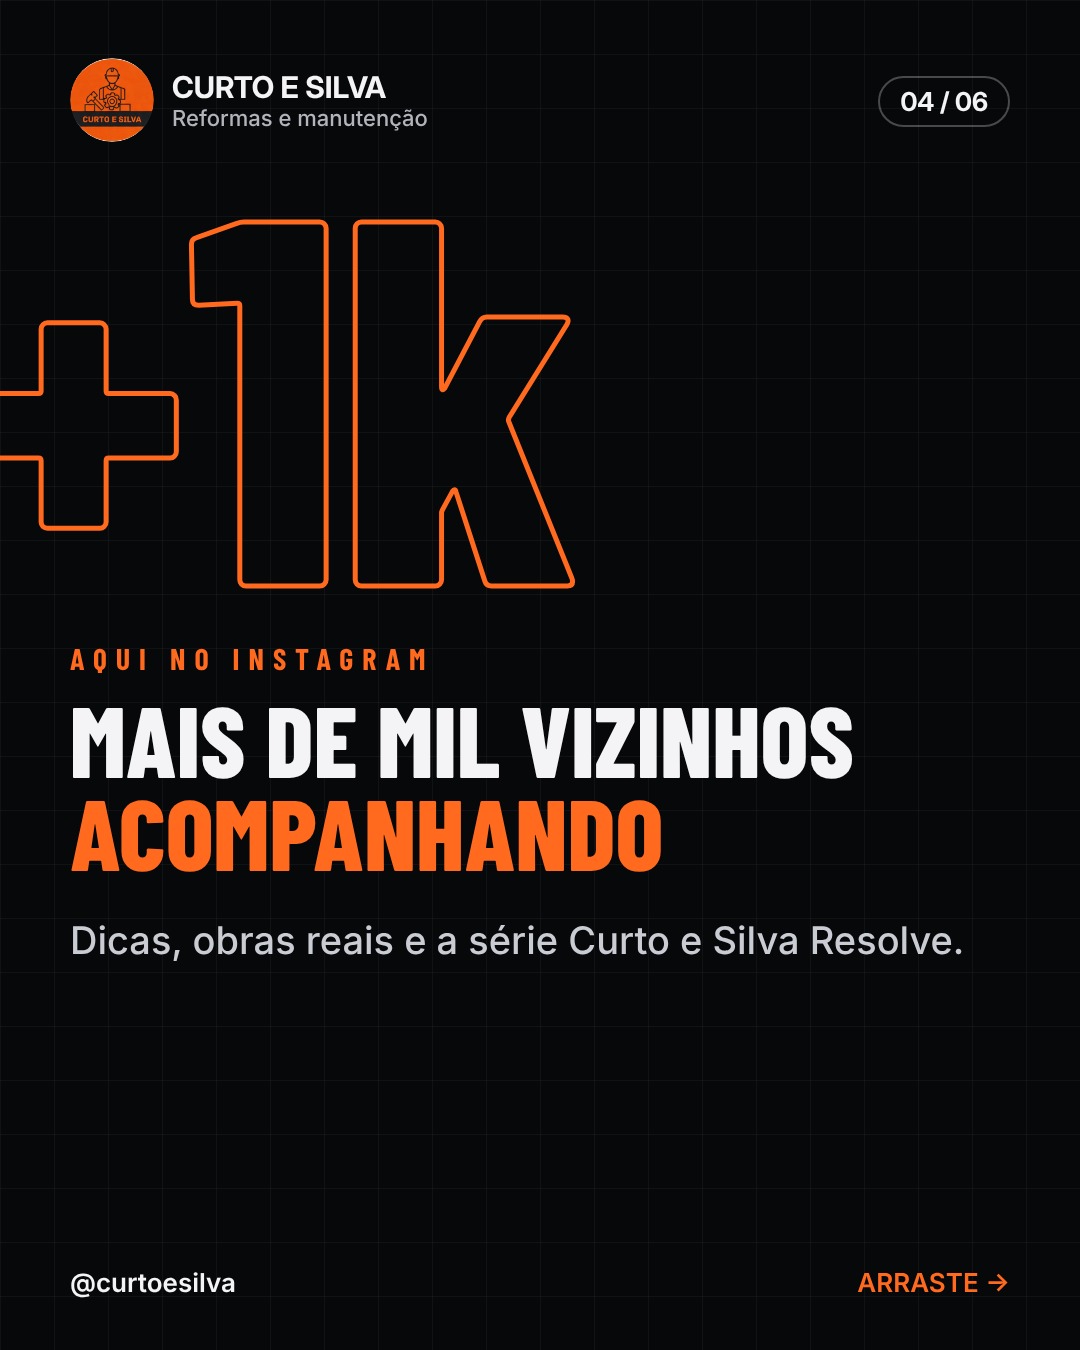 CURTO E SILVA
CURTO E SILVA
Reformas e manutenção
04 / 06
+1k
AQUI NO INSTAGRAM
MAIS DE MIL VIZINHOS
ACOMPANHANDO
Dicas, obras reais e a série Curto e Silva Resolve.
@curtoesilva
ARRASTE →